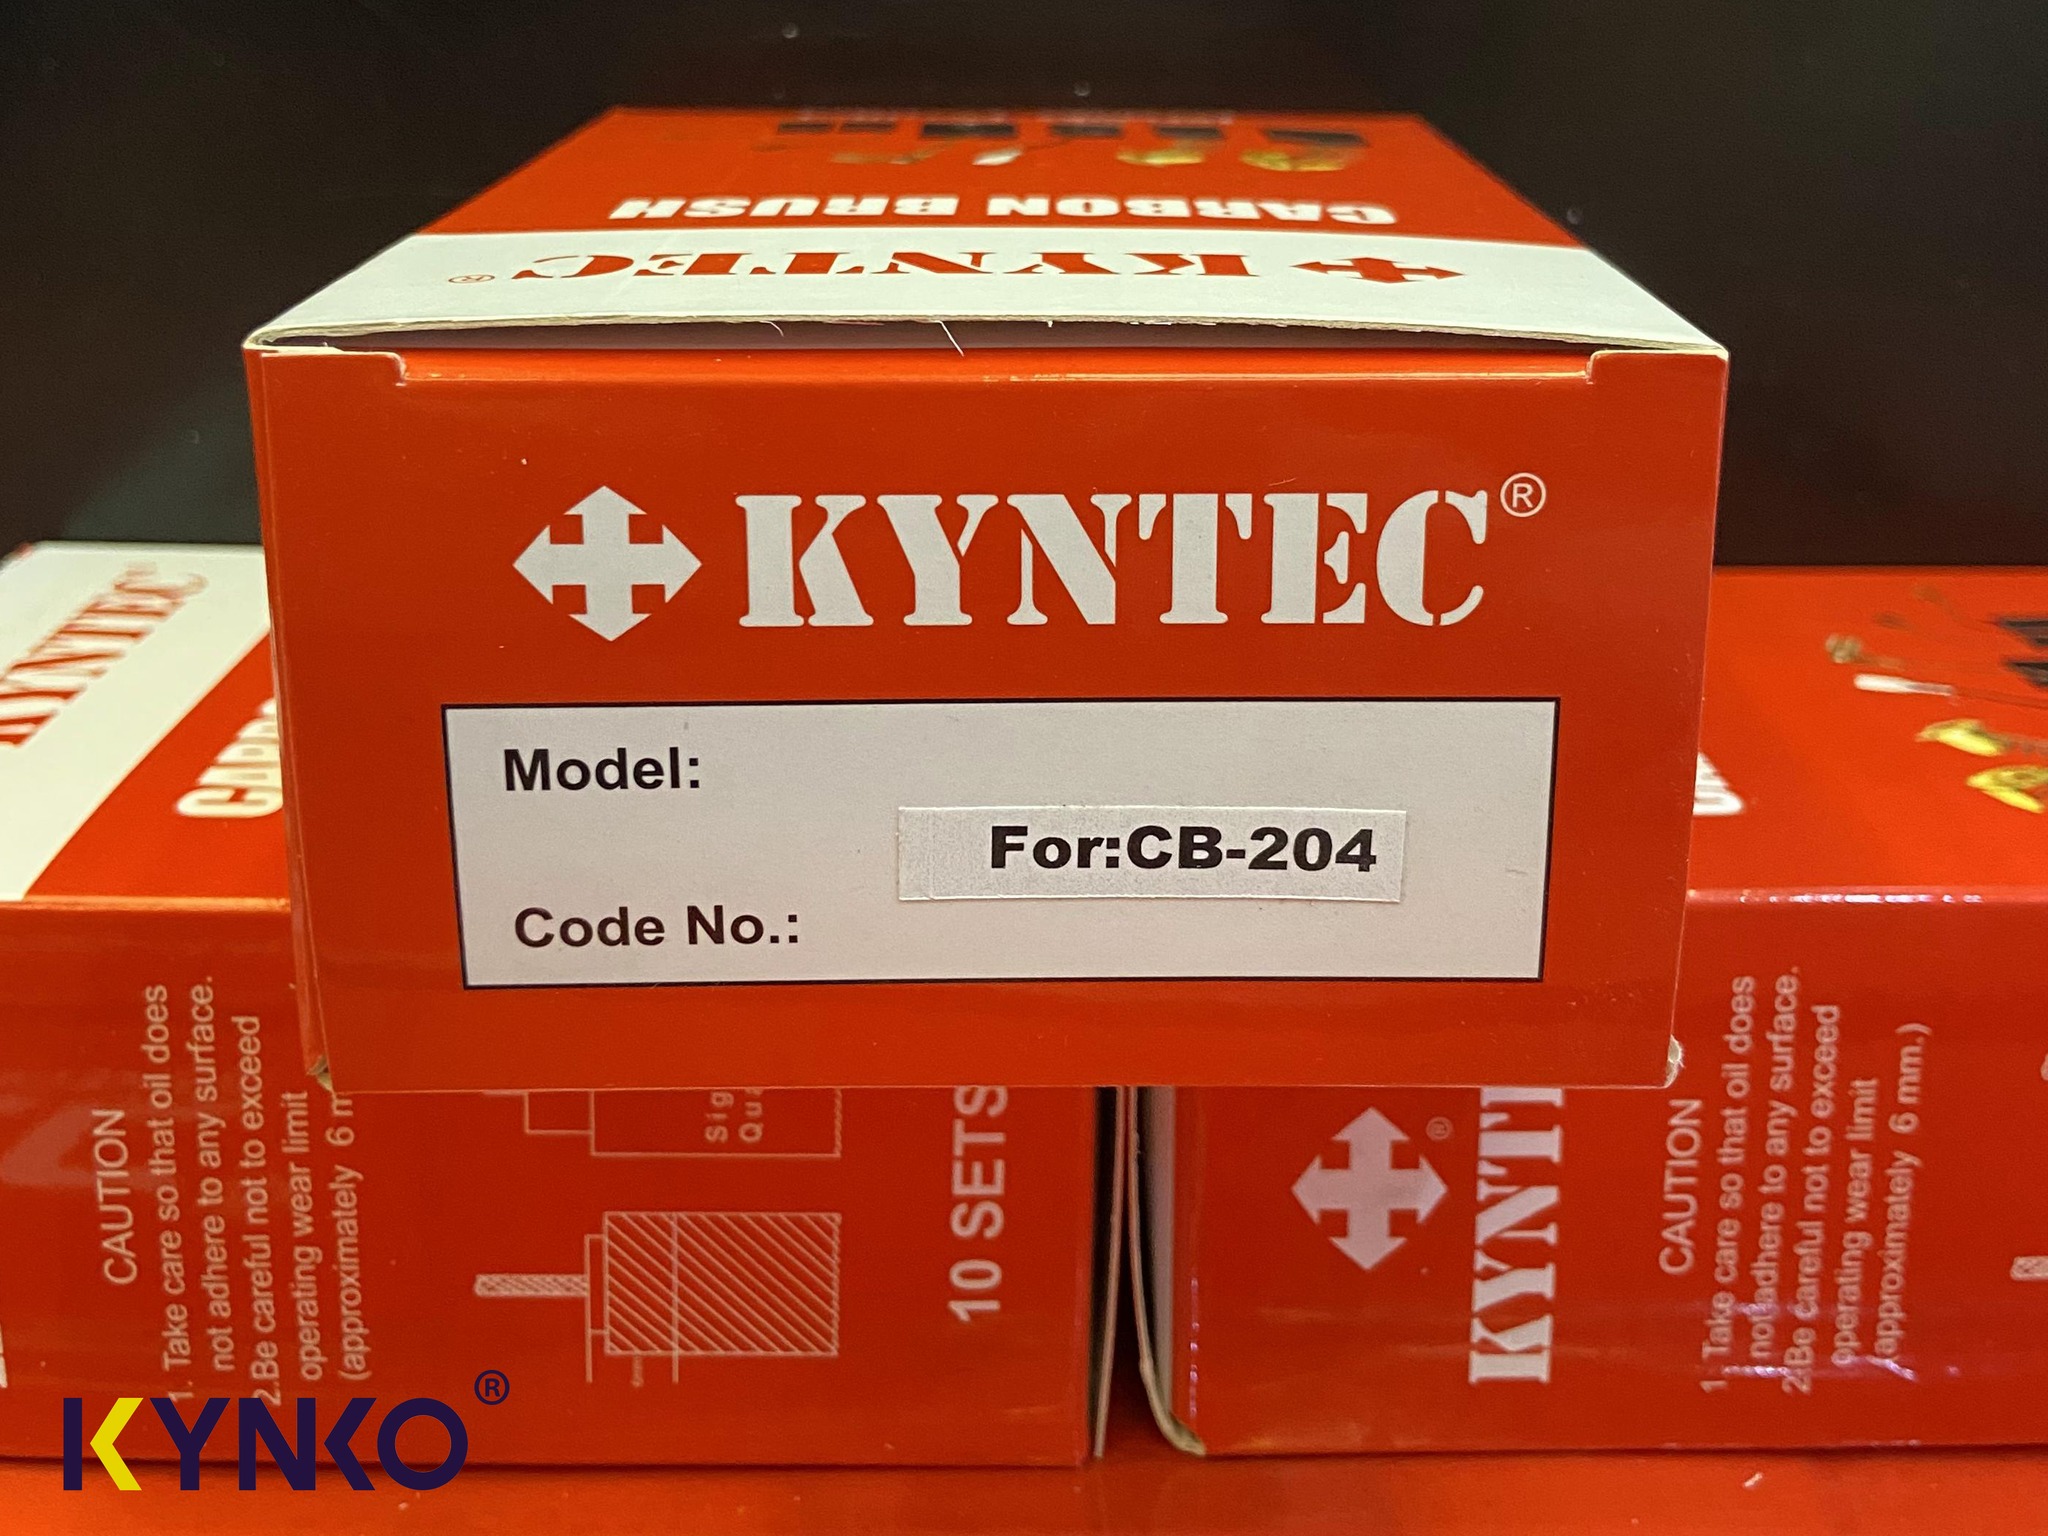 CARBON BRUSH
KYNTEC ®
KYNTEC®
Model:
For:CB-204
Code No.:
KYNTEC
CAUTION
1. Take care so that oil does
not adhere to any surface.
2.Be careful not to exceed
operating wear limit
(approximately 6
10 SETS
®
CAUTION
1. Take care so that oil does
not adhere to any surface.
2.Be careful not to exceed
operating wear limit
(approximately 6 mm.)
KYNKO®